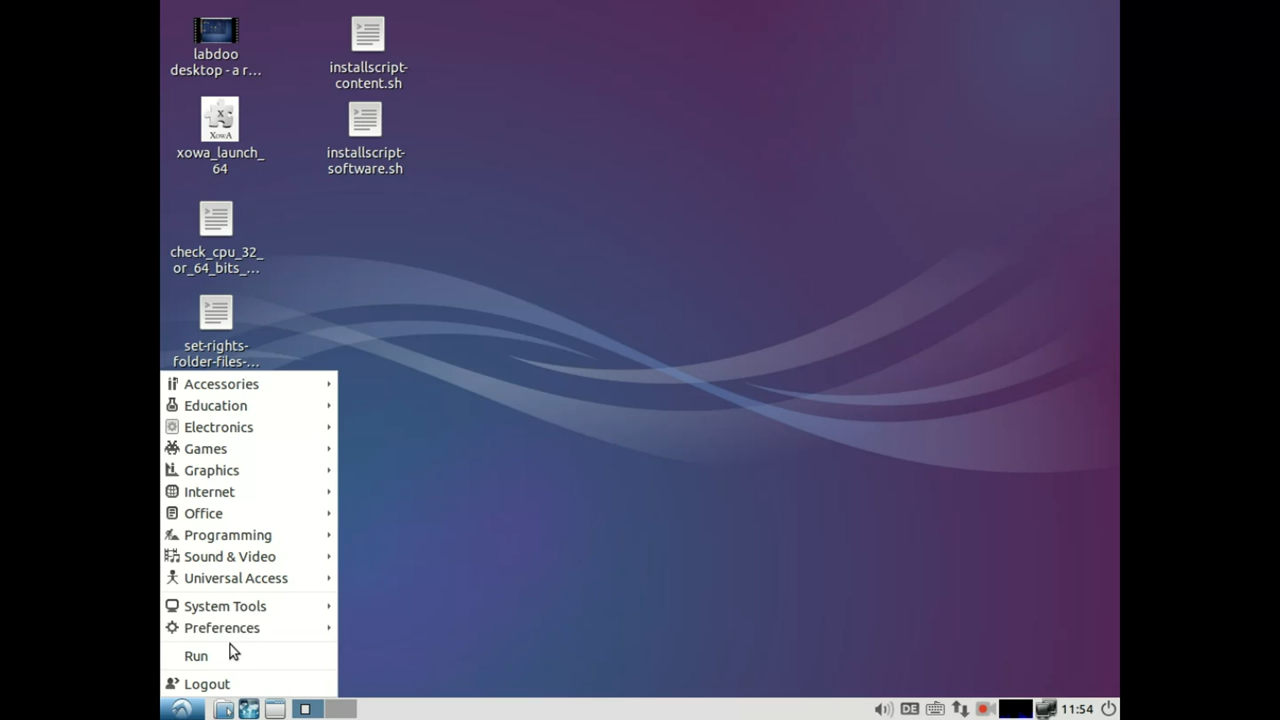 labdoo
desktop - a r...
installscript-
content.sh
X
XOWA
xowa_launch_
64
installscript-
software.sh
check_cpu_32_
or_64_bits_...
set-rights-
folder-files-...
Accessories
Education
Electronics
Games
Graphics
Internet
Office
Programming
Sound & Video
Universal Access
System Tools
Preferences
Run
Logout
DE
11:54